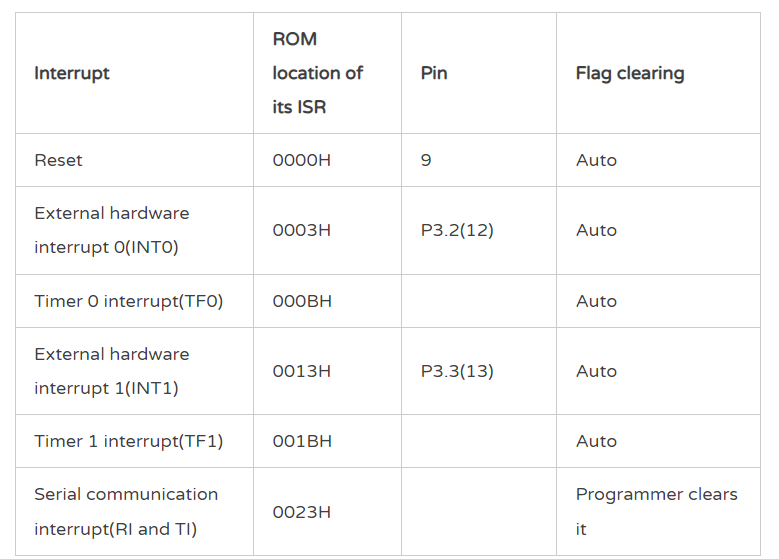 Interrupt
ROM
location of
its ISR
Pin
Flag clearing
Reset
0000H
9
Auto
External hardware
interrupt 0(INT0)
0003H
P3.2(12)
Auto
Timer 0 interrupt(TF0)
000BH
Auto
External hardware
interrupt 1(INT1)
0013H
P3.3(13)
Auto
Timer 1 interrupt(TF1)
001BH
Auto
Serial communication
interrupt(RI and TI)
0023H
Programmer clears
it